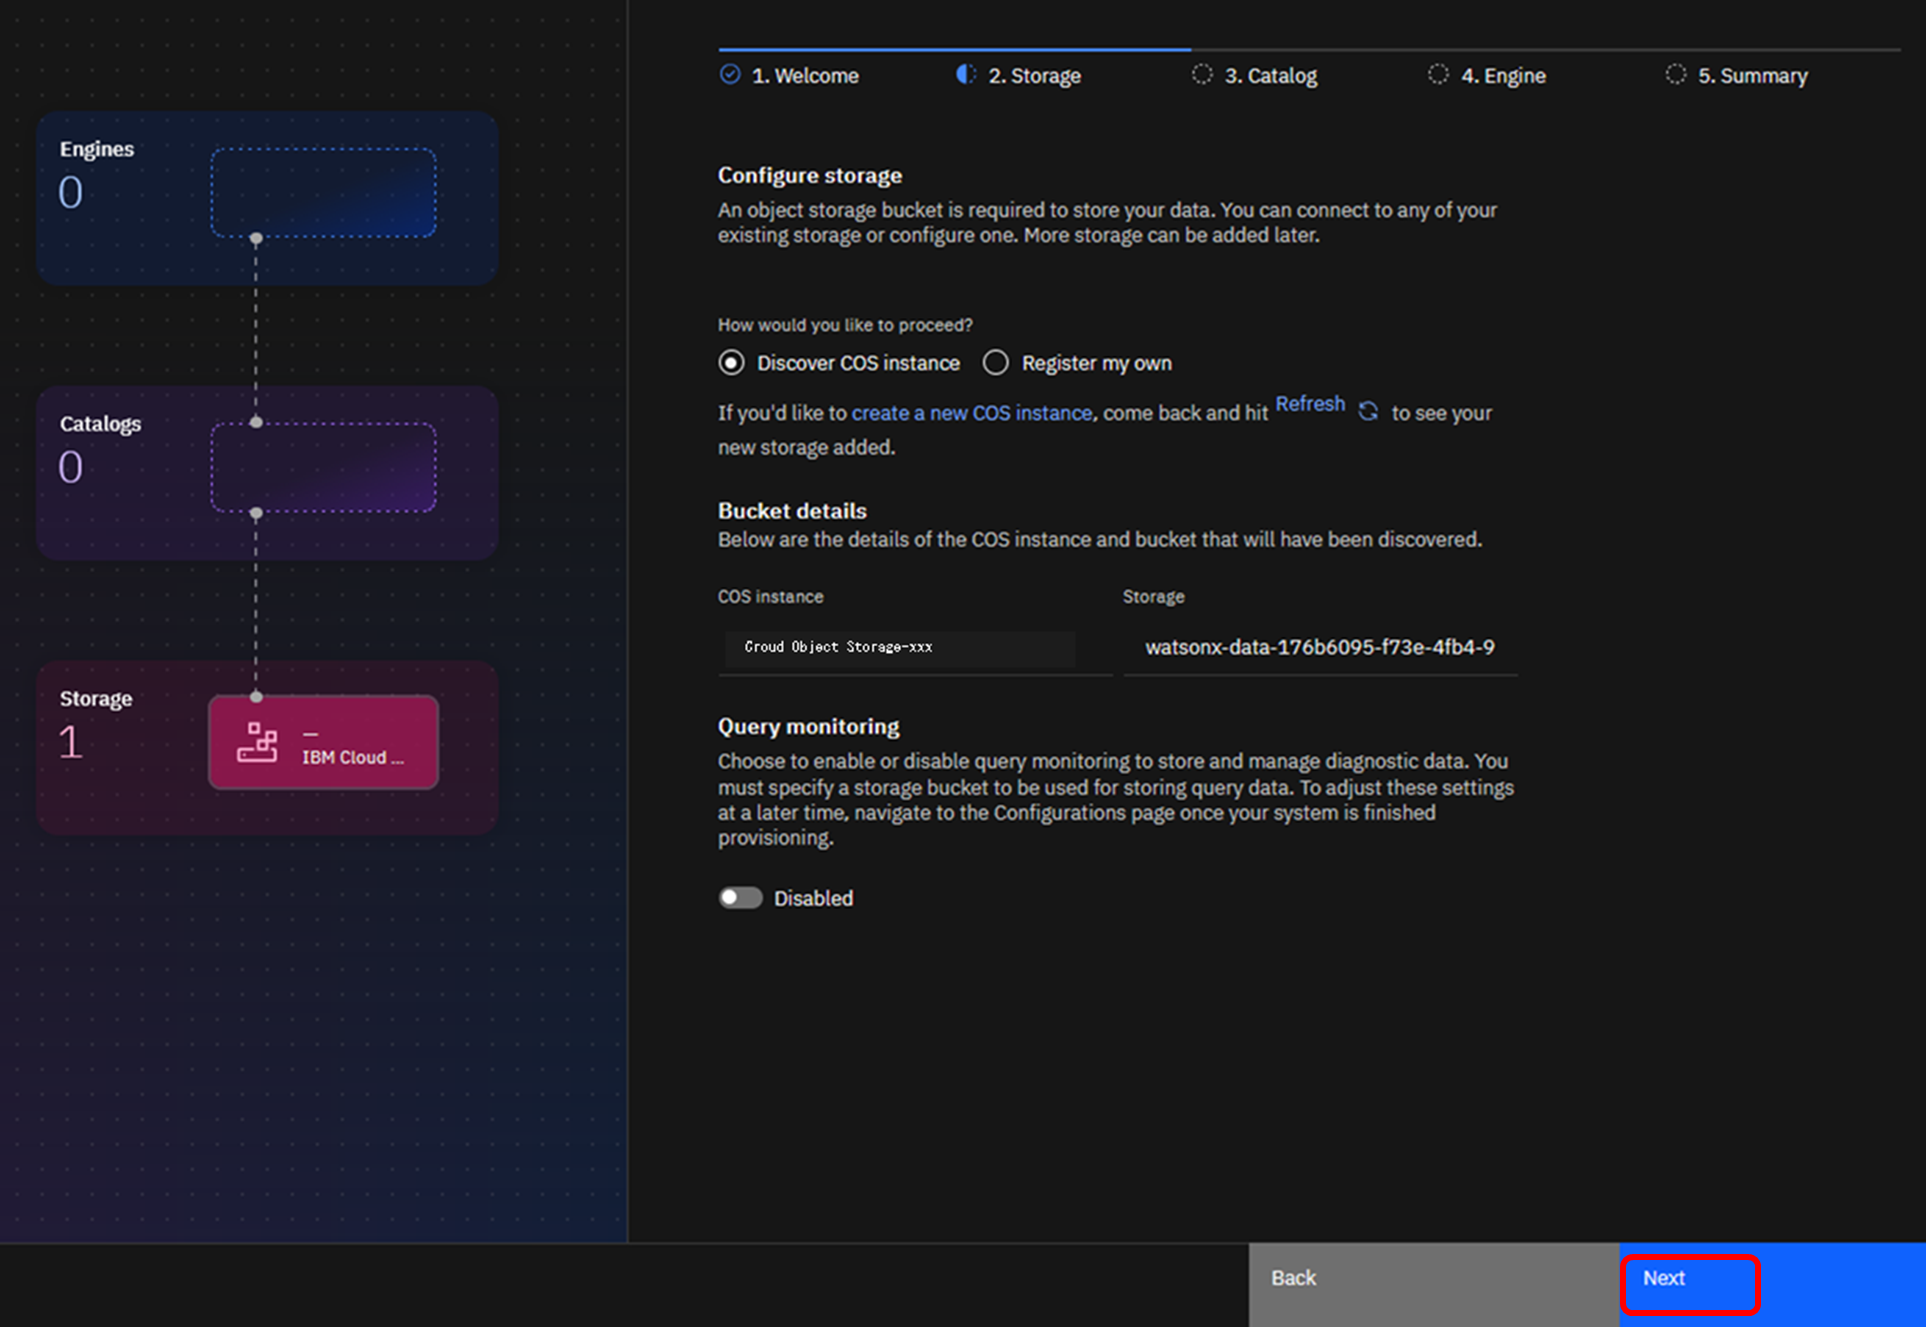 1. Welcome
2. Storage
3. Catalog
4. Engine
5. Summary
Engines
0
Catalogs
0
Storage
1
—
IBM Cloud ...
Configure storage
An object storage bucket is required to store your data. You can connect to any of your
existing storage or configure one. More storage can be added later.
How would you like to proceed?
Discover COS instance
Register my own
If you'd like to create a new COS instance, come back and hit Refresh to see your
new storage added.
Bucket details
Below are the details of the COS instance and bucket that will have been discovered.
COS instance
Croud Object Storage-xxx
Storage
watsonx-data-176b6095-f73e-4fb4-9
Query monitoring
Choose to enable or disable query monitoring to store and manage diagnostic data. You
must specify a storage bucket to be used for storing query data. To adjust these settings
at a later time, navigate to the Configurations page once your system is finished
provisioning.
Disabled
Back
Next